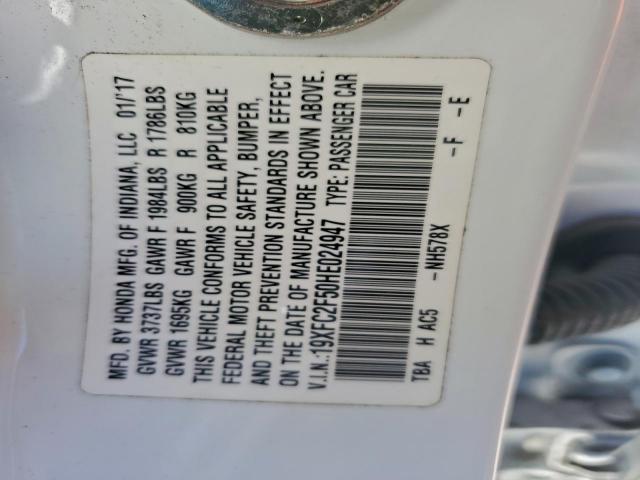 MFD. BY HONDA MFG. OF INDIANA, LLC 01/'17
GVWR 3737LBS GAWR F 1984LBS R 1786LBS
GVWR 1695KG GAWR F 900KG R 810KG
THIS VEHICLE CONFORMS TO ALL APPLICABLE
FEDERAL MOTOR VEHICLE SAFETY, BUMPER,
AND THEFT PREVENTION STANDARDS IN EFFECT
ON THE DATE OF MANUFACTURE SHOWN ABOVE.
V.I.N.:19XFC2F50HE024947 TYPE: PASSENGER CAR
TBA H AC5 -NH578X -F -E